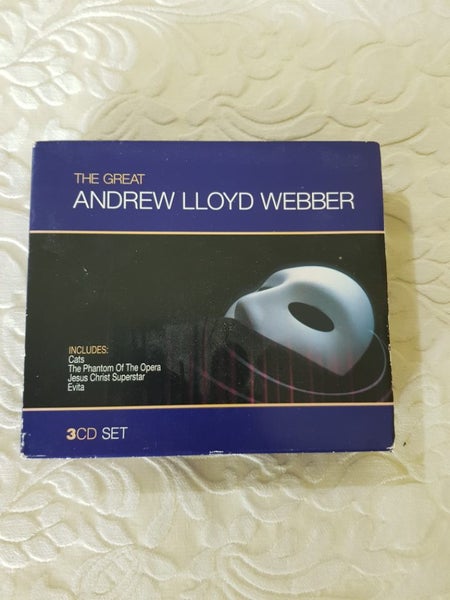 THE GREAT
ANDREW LLOYD WEBBER
INCLUDES:
Cats
The Phantom Of The Opera
Jesus Christ Superstar
Evita
3CD SET